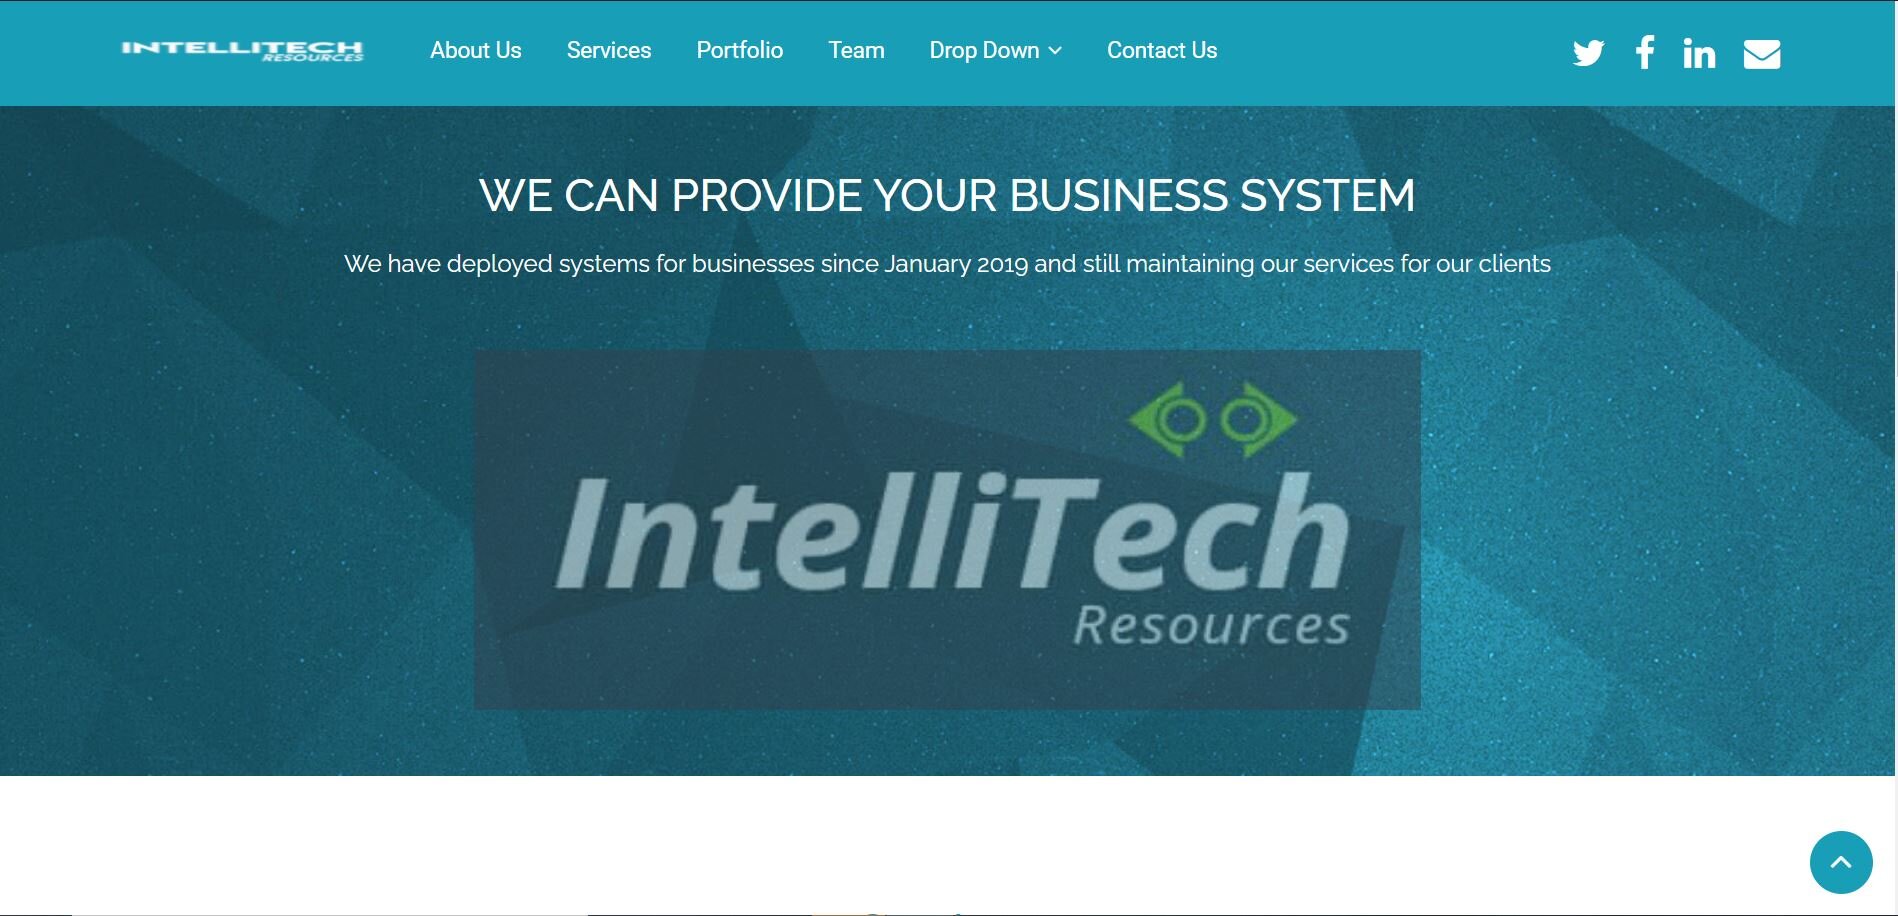 INTELLITECH
RESOURCES
About Us Services Portfolio Team Drop Down Contact Us
WE CAN PROVIDE YOUR BUSINESS SYSTEM
We have deployed systems for businesses since January 2019 and still maintaining our services for our clients
IntelliTech
Resources